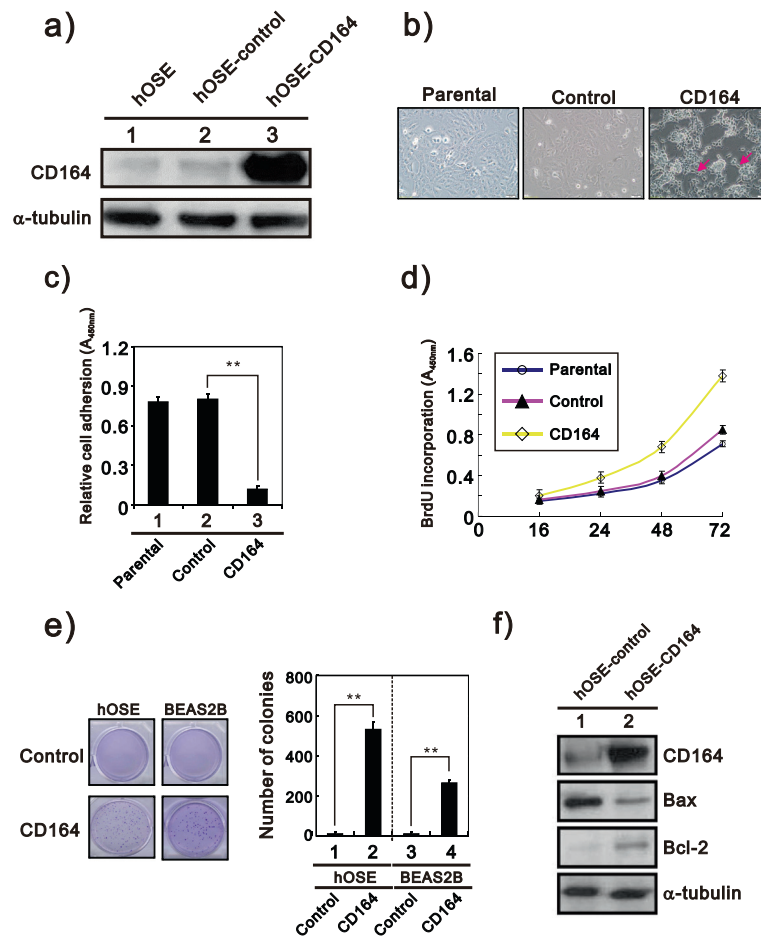 a)
hOSE
hOSE-control
hOSE-CD164
1 2 3
CD164
α-tubulin
b)
Parental Control CD164
c)
Relative cell adhersion (A450nm)
1.2
0.9
0.6
0.3
0
**
1 2 3
Parental
Control
CD164
d)
BrdU incorporation (A450nm)
1.6
1.2
0.8
0.4
0
Parental
Control
CD164
0 16 24 48 72
e)
hOSE BEAS2B
Control
CD164
Number of colonies
800
600
400
200
0
**
**
1 2 3 4
hOSE BEAS2B
Control
CD164
Control
CD164
f)
hOSE-control
hOSE-CD164
1 2
CD164
Bax
Bcl-2
α-tubulin